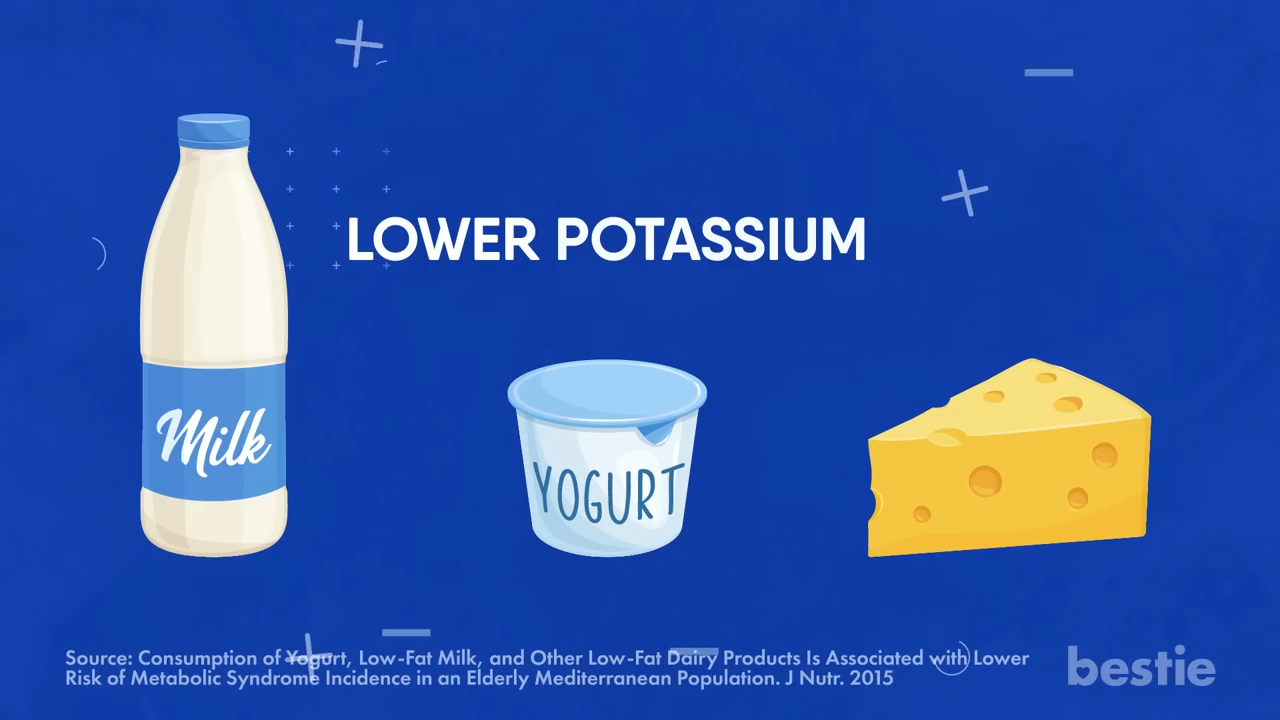 LOWER POTASSIUM
Milk
YOGURT
Source: Consumption of Yogurt, Low-Fat Milk, and Other Low-Fat Dairy Products Is Associated with Lower
Risk of Metabolic Syndrome Incidence in an Elderly Mediterranean Population. J Nutr. 2015
bestie